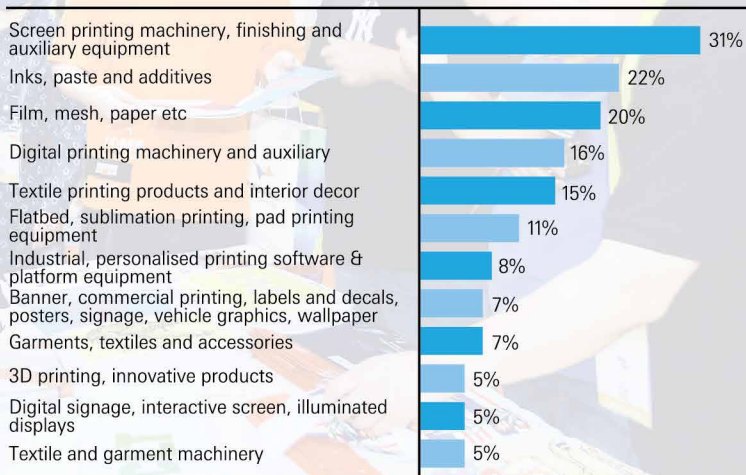 Screen printing machinery, finishing and
auxiliary equipment
31%
Inks, paste and additives
22%
Film, mesh, paper etc
20%
Digital printing machinery and auxiliary
16%
Textile printing products and interior decor
15%
Flatbed, sublimation printing, pad printing
equipment
11%
Industrial, personalised printing software &
platform equipment
8%
Banner, commercial printing, labels and decals,
posters, signage, vehicle graphics, wallpaper
7%
Garments, textiles and accessories
7%
3D printing, innovative products
5%
Digital signage, interactive screen, illuminated
displays
5%
Textile and garment machinery
5%